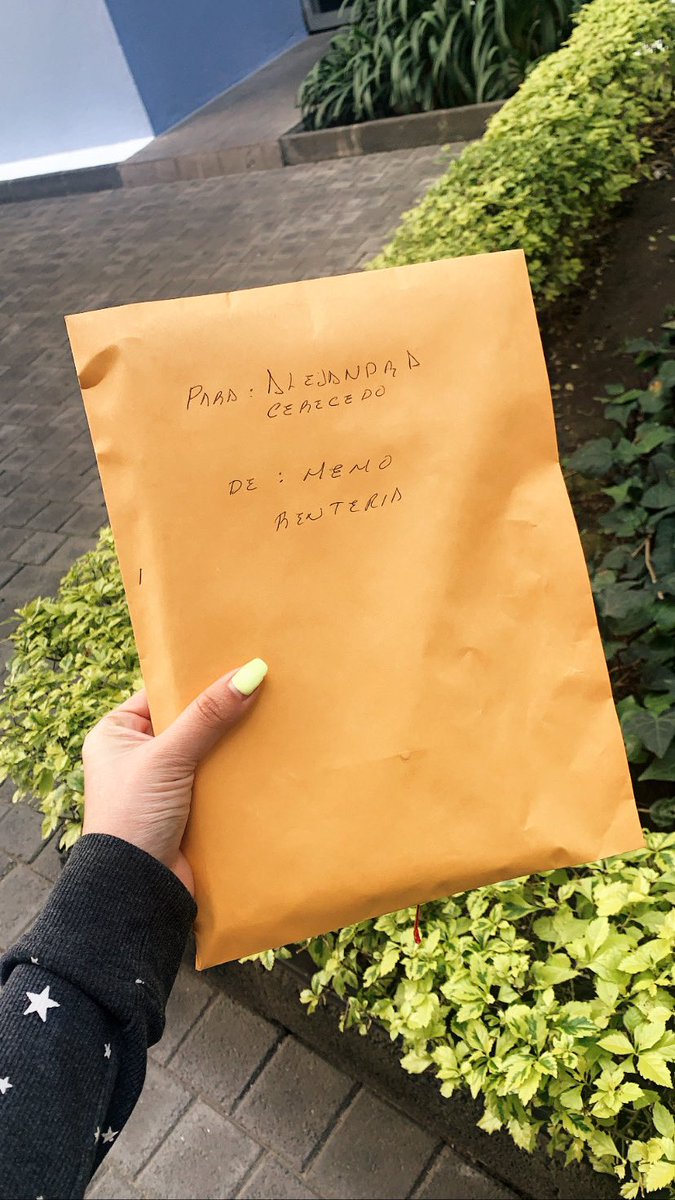 PARA: ALEJANDRA
CERECEDO
DE: MEMO
RENTERIA